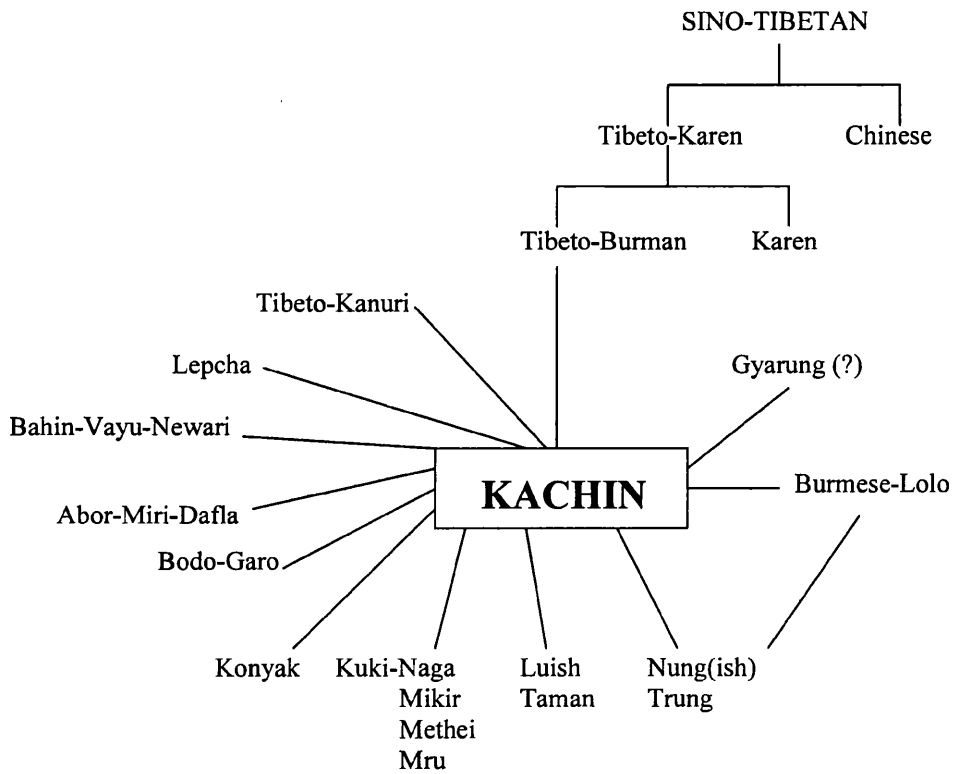 SINO-TIBETAN
Tibeto-Karen
Chinese
Tibeto-Burman
Karen
Tibeto-Kanuri
Lepcha
Gyarung (?)
Bahin-Vayu-Newari
KACHIN
Burmese-Lolo
Abor-Miri-Dafla
Bodo-Garo
Konyak
Kuki-Naga
Mikir
Methei
Mru
Luish
Taman
Nung(ish)
Trung